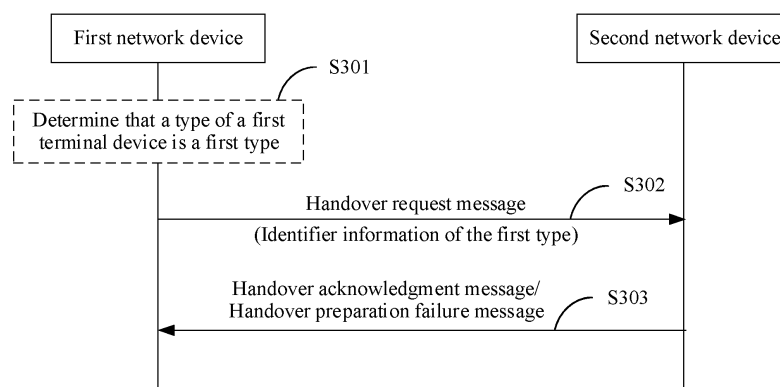 First network device
Second network device
S301
Determine that a type of a first
terminal device is a first type
S302
Handover request message
(Identifier information of the first type)
Handover acknowledgment message/
Handover preparation failure message
S303